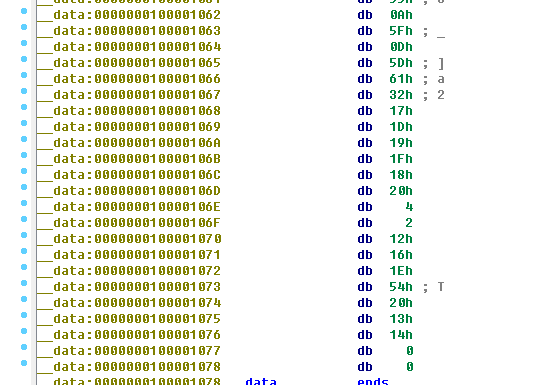 __data:0000000100001062 db 0Ah
__data:0000000100001063 db 5Fh ; _
__data:0000000100001064 db 0Dh
__data:0000000100001065 db 5Dh ; ]
__data:0000000100001066 db 61h ; a
__data:0000000100001067 db 32h ; 2
__data:0000000100001068 db 17h
__data:0000000100001069 db 1Dh
__data:000000010000106A db 19h
__data:000000010000106B db 1Fh
__data:000000010000106C db 18h
__data:000000010000106D db 20h
__data:000000010000106E db 4
__data:000000010000106F db 2
__data:0000000100001070 db 12h
__data:0000000100001071 db 16h
__data:0000000100001072 db 1Eh
__data:0000000100001073 db 54h ; T
__data:0000000100001074 db 20h
__data:0000000100001075 db 13h
__data:0000000100001076 db 14h
__data:0000000100001077 db 0
__data:0000000100001078 db 0
__data:0000000100001078 __data ends